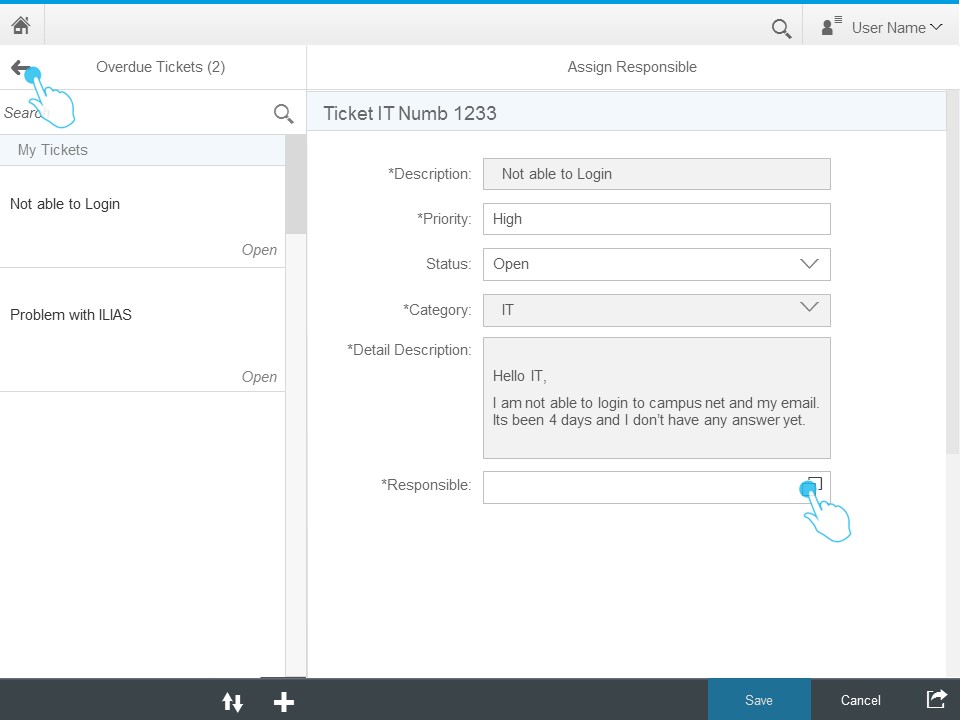 User Name
Overdue Tickets (2)
Assign Responsible
Search
Ticket IT Numb 1233
My Tickets
Not able to Login
Open
Problem with ILIAS
Open
*Description: Not able to Login
*Priority: High
Status: Open
*Category: IT
*Detail Description:
Hello IT,
I am not able to login to campus net and my email.
Its been 4 days and I don't have any answer yet.
*Responsible:
Save
Cancel